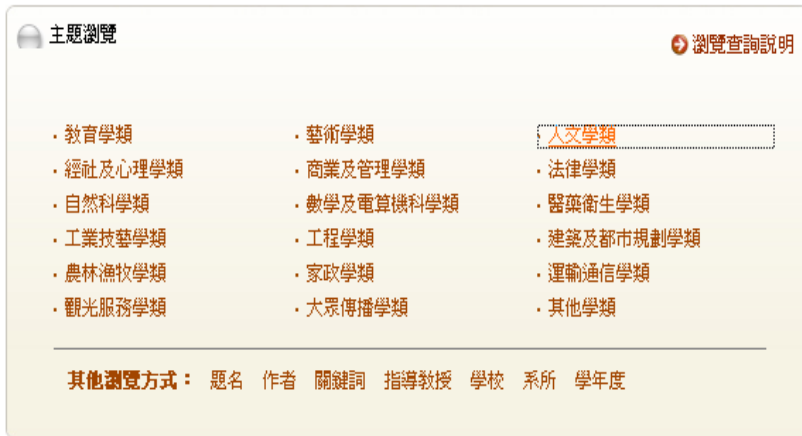 主題瀏覽
瀏覽查詢說明
· 教育學類 · 藝術學類 · 人文學類
· 經社及心理學類 · 商業及管理學類 · 法律學類
· 自然科學類 · 數學及電算機科學類 · 醫藥衛生學類
· 工業技藝學類 · 工程學類 · 建築及都市規劃學類
· 農林漁牧學類 · 家政學類 · 運輸通信學類
· 觀光服務學類 · 大眾傳播學類 · 其他學類
其他瀏覽方式： 題名 作者 關鍵詞 指導教授 學校 系所 學年度